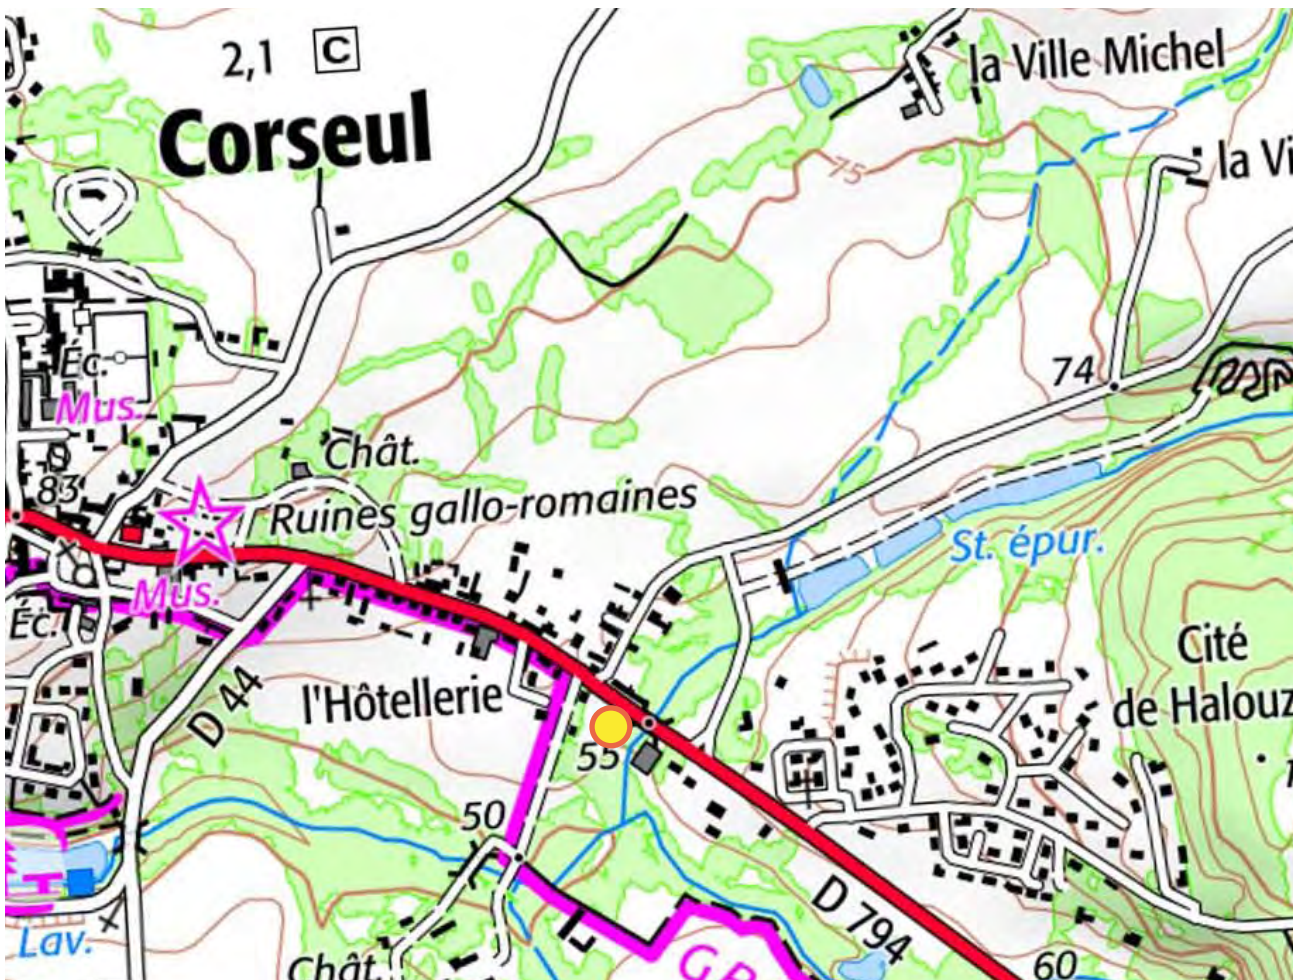 2,1 C
la Ville Michel
Corseul
la Vi
75
Éc.
74
Mus.
Chât.
83
Ruines gallo-romaines
St. épur.
Mus.
Éc.
Cité
l'Hôtellerie
de Halouz
D 44
55
50
D 794
Lav.
Chât.
G R
60